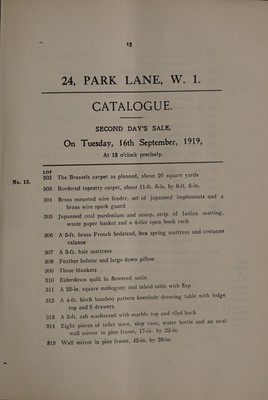 15
24, PARK LANE, W. 1.
CATALOGUE.
SECOND DAY'S SALE.
On Tuesday, 16th September, 1919,
At 12 o'clock precisely.
LOT
No. 13.
302 The Brussels carpet as planned, about 20 square yards
303 Bordered tapestry carpet, about 11-ft. 6-in. by 6-ft. 6-in.
304 Brass mounted wire fender, set of japanned implements and a
brass wire spark guard
305 Japanned coal purdonium and scoop, strip of Indian matting,
waste paper basket and a 4-tier open book rack
306 A 3-ft. brass French bedstead, box spring mattress and cretonne
valance
307 A 3-ft. hair mattress
308 Feather bolster and large down pillow
309 Three blankets
310 Eiderdown quilt in flowered satin
311 A 22-in. square mahogany and inlaid table with flap
312 A 4-ft. birch bamboo pattern kneehole dressing table with ledge
top and 9 drawers
313 A 3-ft. ash washstand with marble top and tiled back
314 Eight pieces of toilet ware, slop vase, water bottle and an oval
wall mirror in pine frame, 17-in. by 22-in.
315 Wall mirror in pine frame, 42-in. by 28-in.